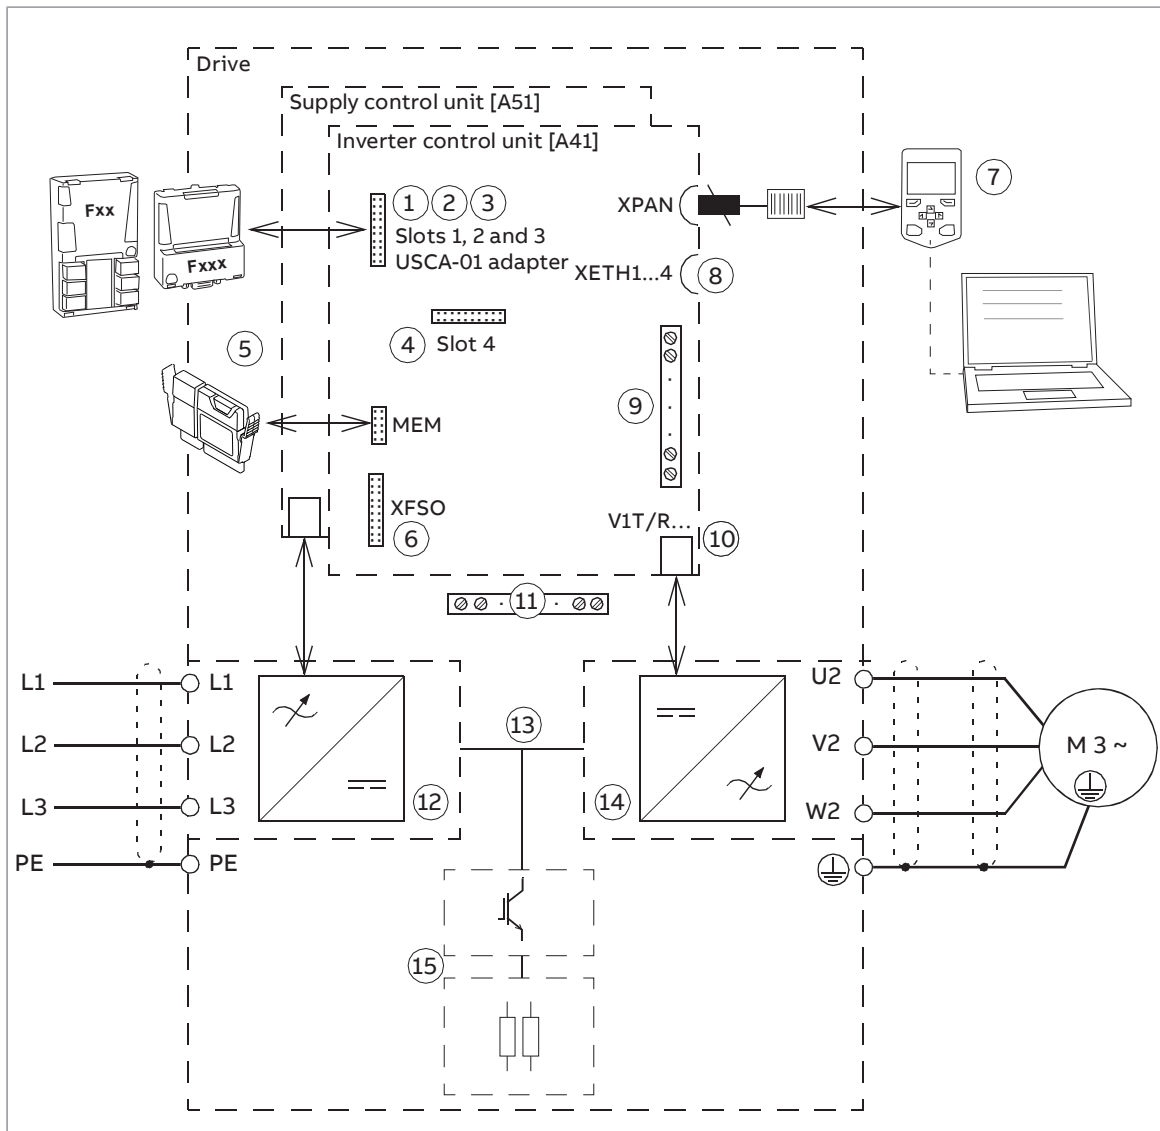 Drive
Supply control unit [A51]
Inverter control unit [A41]
Fxx
Fxxx
1 2 3
Slots 1, 2 and 3
USCA-01 adapter
XPAN
7
XETH1...4
8
4
Slot 4
5
9
MEM
XFSO
6
V1T/R...
10
11
L1
L1
L2
L2
L3
L3
PE
PE
12
13
14
U2
V2
W2
M 3 ~
15